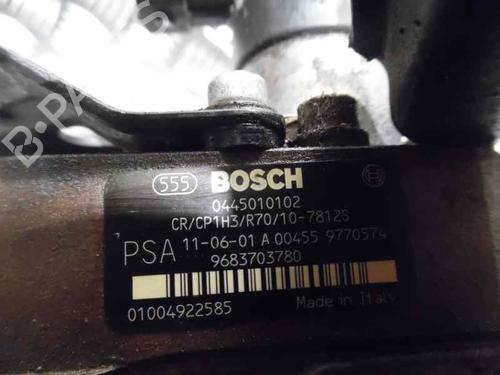 555 BOSCH
0445010102
CR/CP1H3/R70/10-7812S
PSA 11-06-01 A 00455 9770574
9683703780
01004922585 Made in Italy
B-PARTS